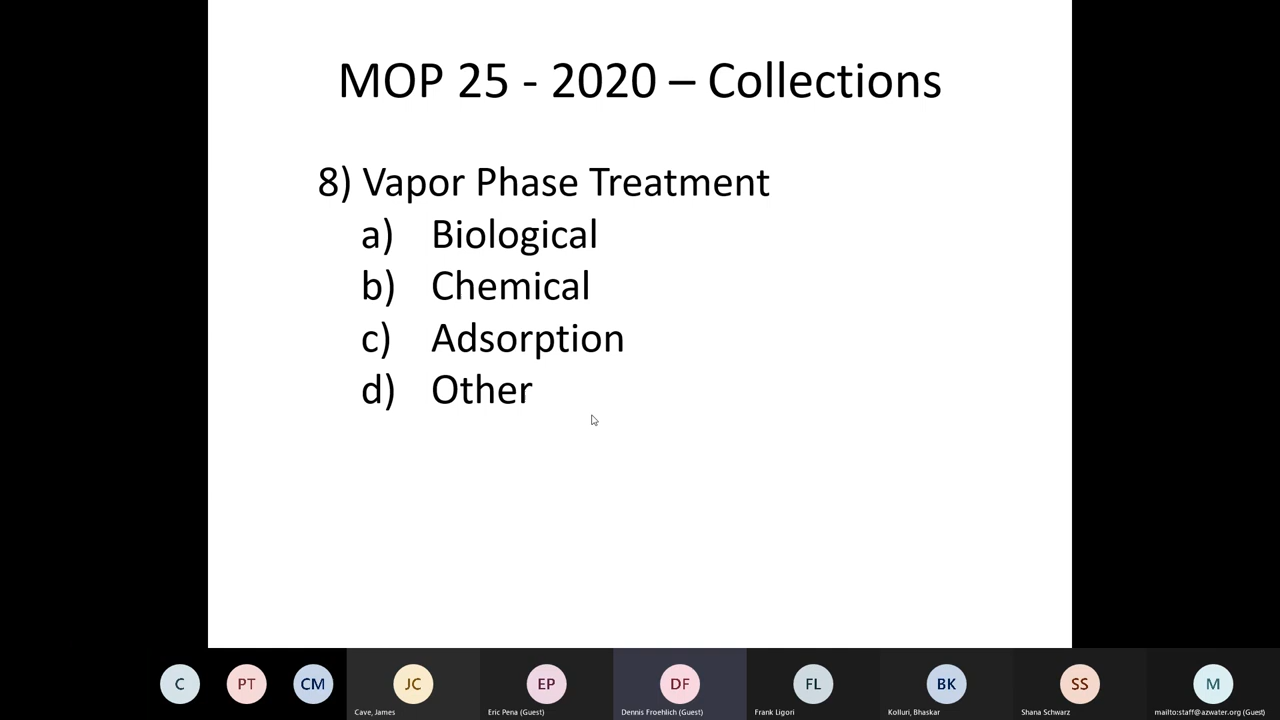 MOP 25 - 2020 – Collections
8) Vapor Phase Treatment
a) Biological
b) Chemical
c) Adsorption
d) Other
C PT CM JC EP DF FL BK SS M
Cave, James Eric Pena (Guest) Dennis Froehlich (Guest) Frank Ligori Kolluri, Bhaskar Shana Schwarz mailto:staff@azwater.org (Guest)